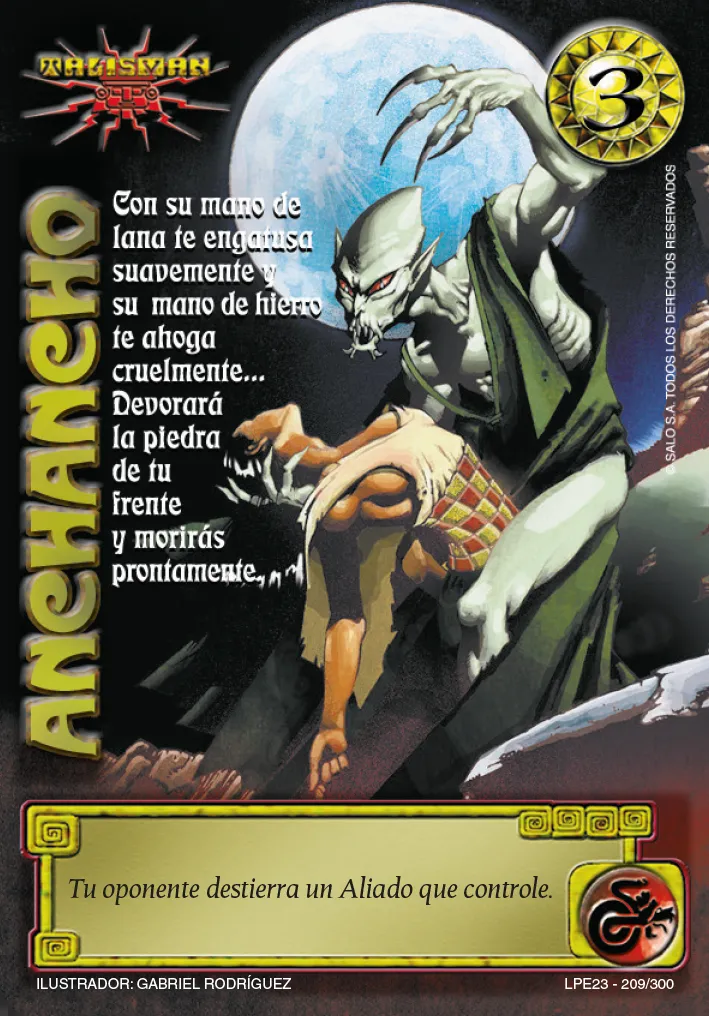 TALISMAN
3
ANCHANCHO
Con su mano de
lana te engatusa
suavemente y
su mano de hierro
te ahoga
cruelmente...
Devorará
la piedra
de tu
frente
y morirás
prontamente.
© SALO S.A. TODOS LOS DERECHOS RESERVADOS
Tu oponente destierra un Aliado que controle.
ILUSTRADOR: GABRIEL RODRÍGUEZ
LPE23 - 209/300